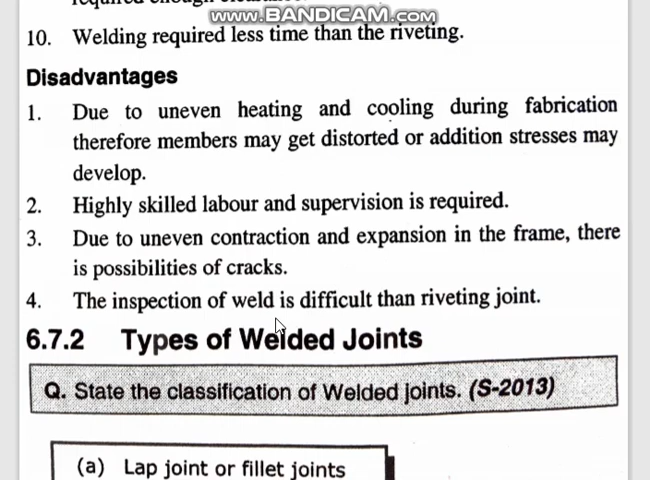 www.BANDICAM.com
10. Welding required less time than the riveting.
Disadvantages
1. Due to uneven heating and cooling during fabrication
therefore members may get distorted or addition stresses may
develop.
2. Highly skilled labour and supervision is required.
3. Due to uneven contraction and expansion in the frame, there
is possibilities of cracks.
4. The inspection of weld is difficult than riveting joint.
6.7.2 Types of Welded Joints
Q. State the classification of Welded joints. (S-2013)
(a) Lap joint or fillet joints